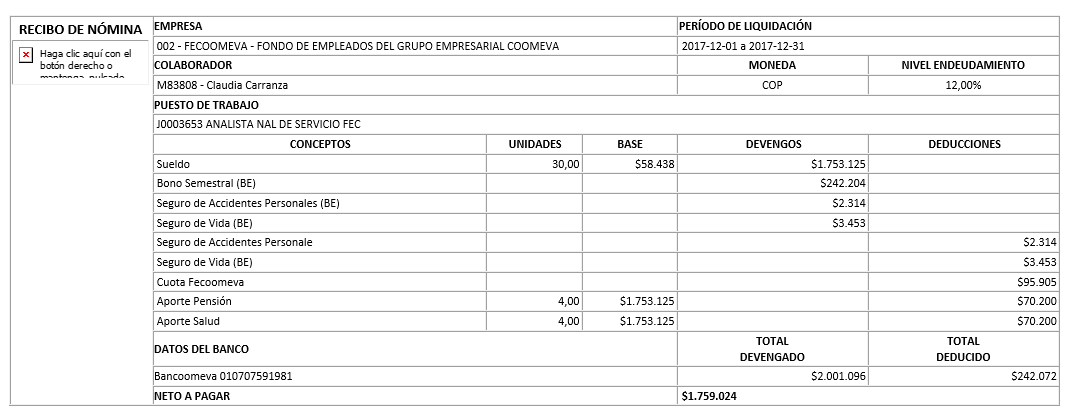 RECIBO DE NÓMINA
Haga clic aquí con el
botón derecho o
EMPRESA PERÍODO DE LIQUIDACIÓN
002 - FECOOMEVA - FONDO DE EMPLEADOS DEL GRUPO EMPRESARIAL COOMEVA 2017-12-01 a 2017-12-31
COLABORADOR MONEDA NIVEL ENDEUDAMIENTO
M83808 - Claudia Carranza COP 12,00%
PUESTO DE TRABAJO
J0003653 ANALISTA NAL DE SERVICIO FEC
CONCEPTOS UNIDADES BASE DEVENGOS DEDUCCIONES
Sueldo 30,00 $58.438 $1.753.125
Bono Semestral (BE) $242.204
Seguro de Accidentes Personales (BE) $2.314
Seguro de Vida (BE) $3.453
Seguro de Accidentes Personale $2.314
Seguro de Vida (BE) $3.453
Cuota Fecoomeva $95.905
Aporte Pensión 4,00 $1.753.125 $70.200
Aporte Salud 4,00 $1.753.125 $70.200
DATOS DEL BANCO TOTAL DEVENGADO TOTAL DEDUCIDO
Bancoomeva 010707591981 $2.001.096 $242.072
NETO A PAGAR $1.759.024